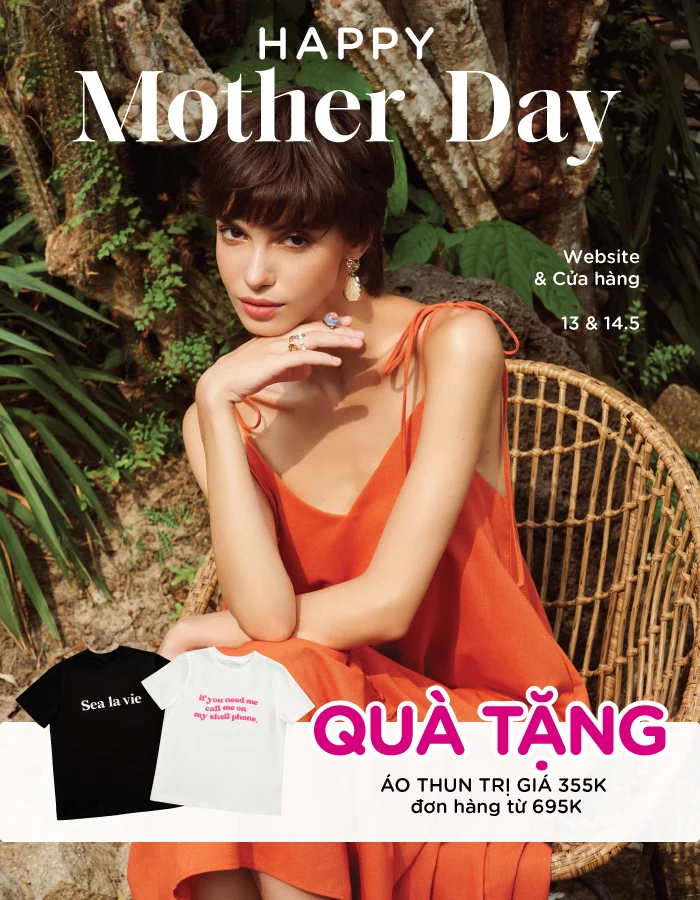 HAPPY
Mother Day
Website
& Cửa hàng
13 & 14.5
Sea la vie
if you need me
call me on
my shell phone.
QUÀ TẶNG
ÁO THUN TRỊ GIÁ 355K
đơn hàng từ 695K